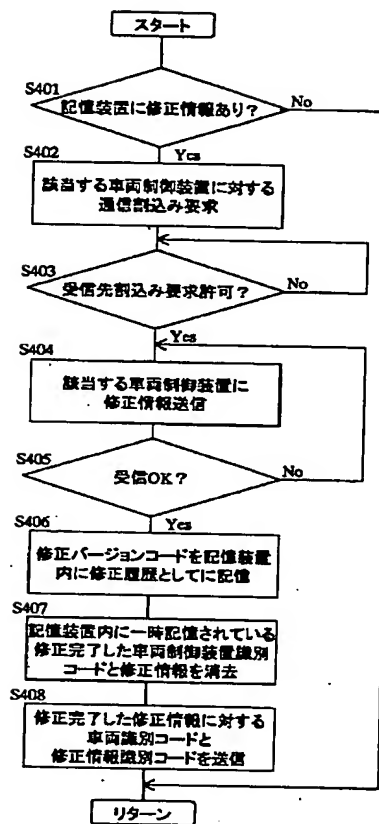 スタート
S401
記憶装置に修正情報あり？
No
S402
Yes
該当する車両制御装置に対する
通信割込み要求
S403
受信先割込み要求許可？
No
Yes
S404
該当する車両制御装置に
修正情報送信
S405
受信OK？
No
S406
Yes
修正バージョンコードを記憶装置
内に修正履歴としてに記憶
S407
記憶装置内に一時記憶されている
修正完了した車両制御装置識別
コードと修正情報を消去
S408
修正完了した修正情報に対する
車両識別コードと
修正情報識別コードを送信
リターン